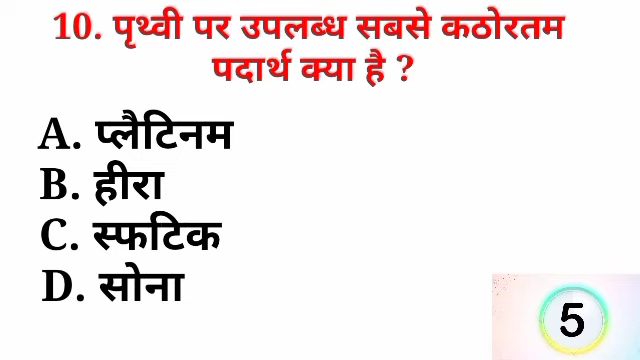 10. पृथ्वी पर उपलब्ध सबसे कठोरतम
पदार्थ क्या है ?
A. प्लैटिनम
B. हीरा
C. स्फटिक
D. सोना
5